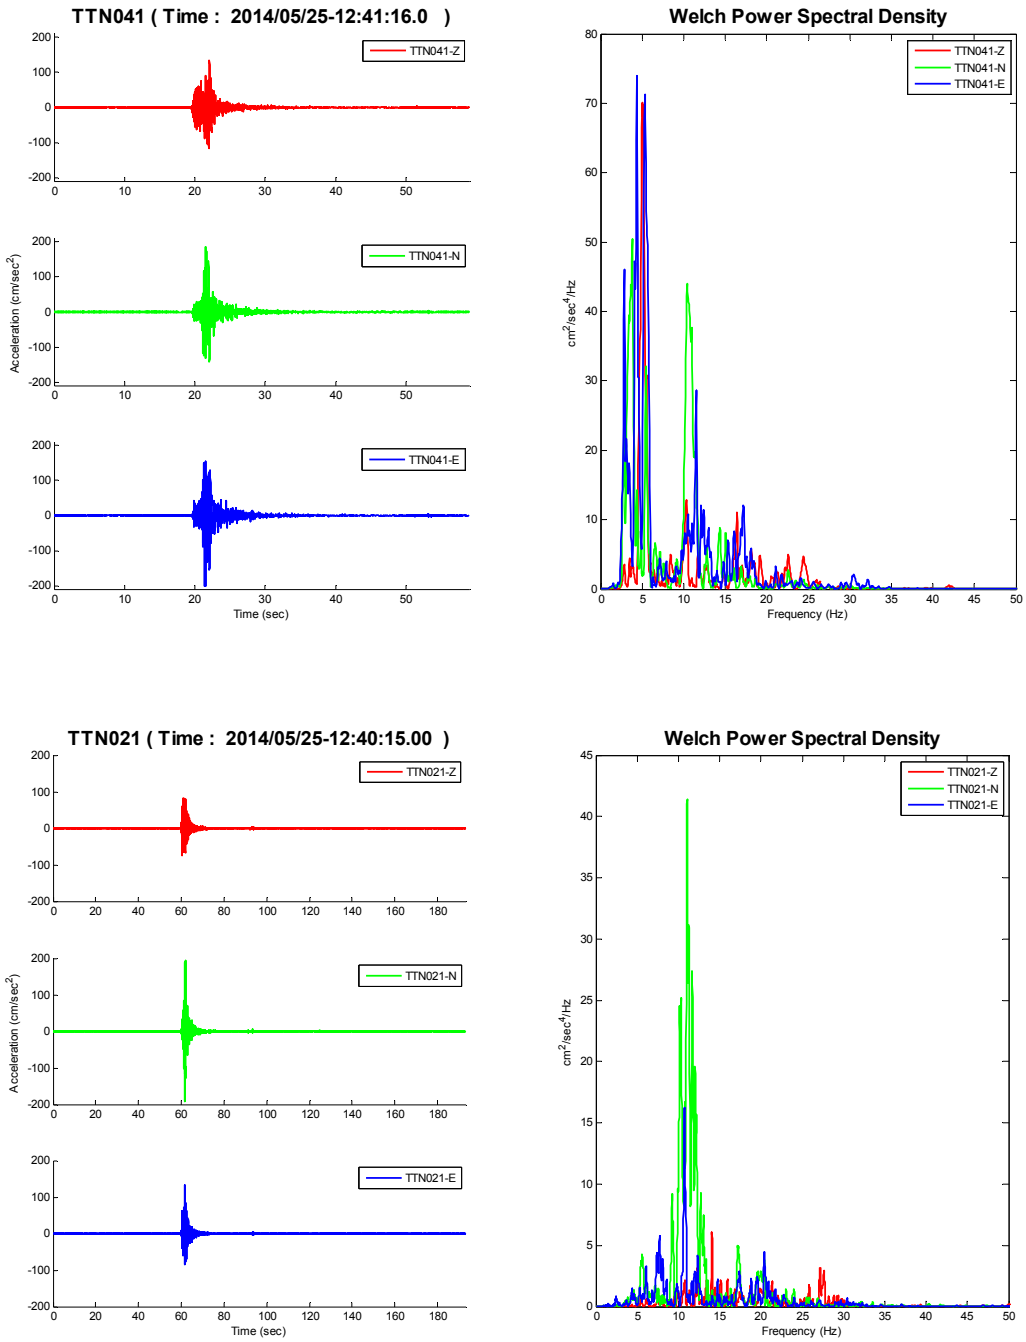 TTN041 ( Time :  2014/05/25-12:41:16.0   )
200
100
0
-100
-200
TTN041-Z
0 10 20 30 40 50
200
100
0
-100
-200
Acceleration (cm/sec²)
TTN041-N
0 10 20 30 40 50
200
100
0
-100
-200
TTN041-E
0 10 20 30 40 50
Time (sec)
Welch Power Spectral Density
80
70
60
50
40
30
20
10
0
cm²/sec⁴/Hz
TTN041-Z
TTN041-N
TTN041-E
0 5 10 15 20 25 30 35 40 45 50
Frequency (Hz)
TTN021 ( Time :  2014/05/25-12:40:15.00  )
200
100
0
-100
-200
TTN021-Z
0 20 40 60 80 100 120 140 160 180
200
100
0
-100
-200
Acceleration (cm/sec²)
TTN021-N
0 20 40 60 80 100 120 140 160 180
200
100
0
-100
-200
TTN021-E
0 20 40 60 80 100 120 140 160 180
Time (sec)
Welch Power Spectral Density
45
40
35
30
25
20
15
10
5
0
cm²/sec⁴/Hz
TTN021-Z
TTN021-N
TTN021-E
0 5 10 15 20 25 30 35 40 45 50
Frequency (Hz)